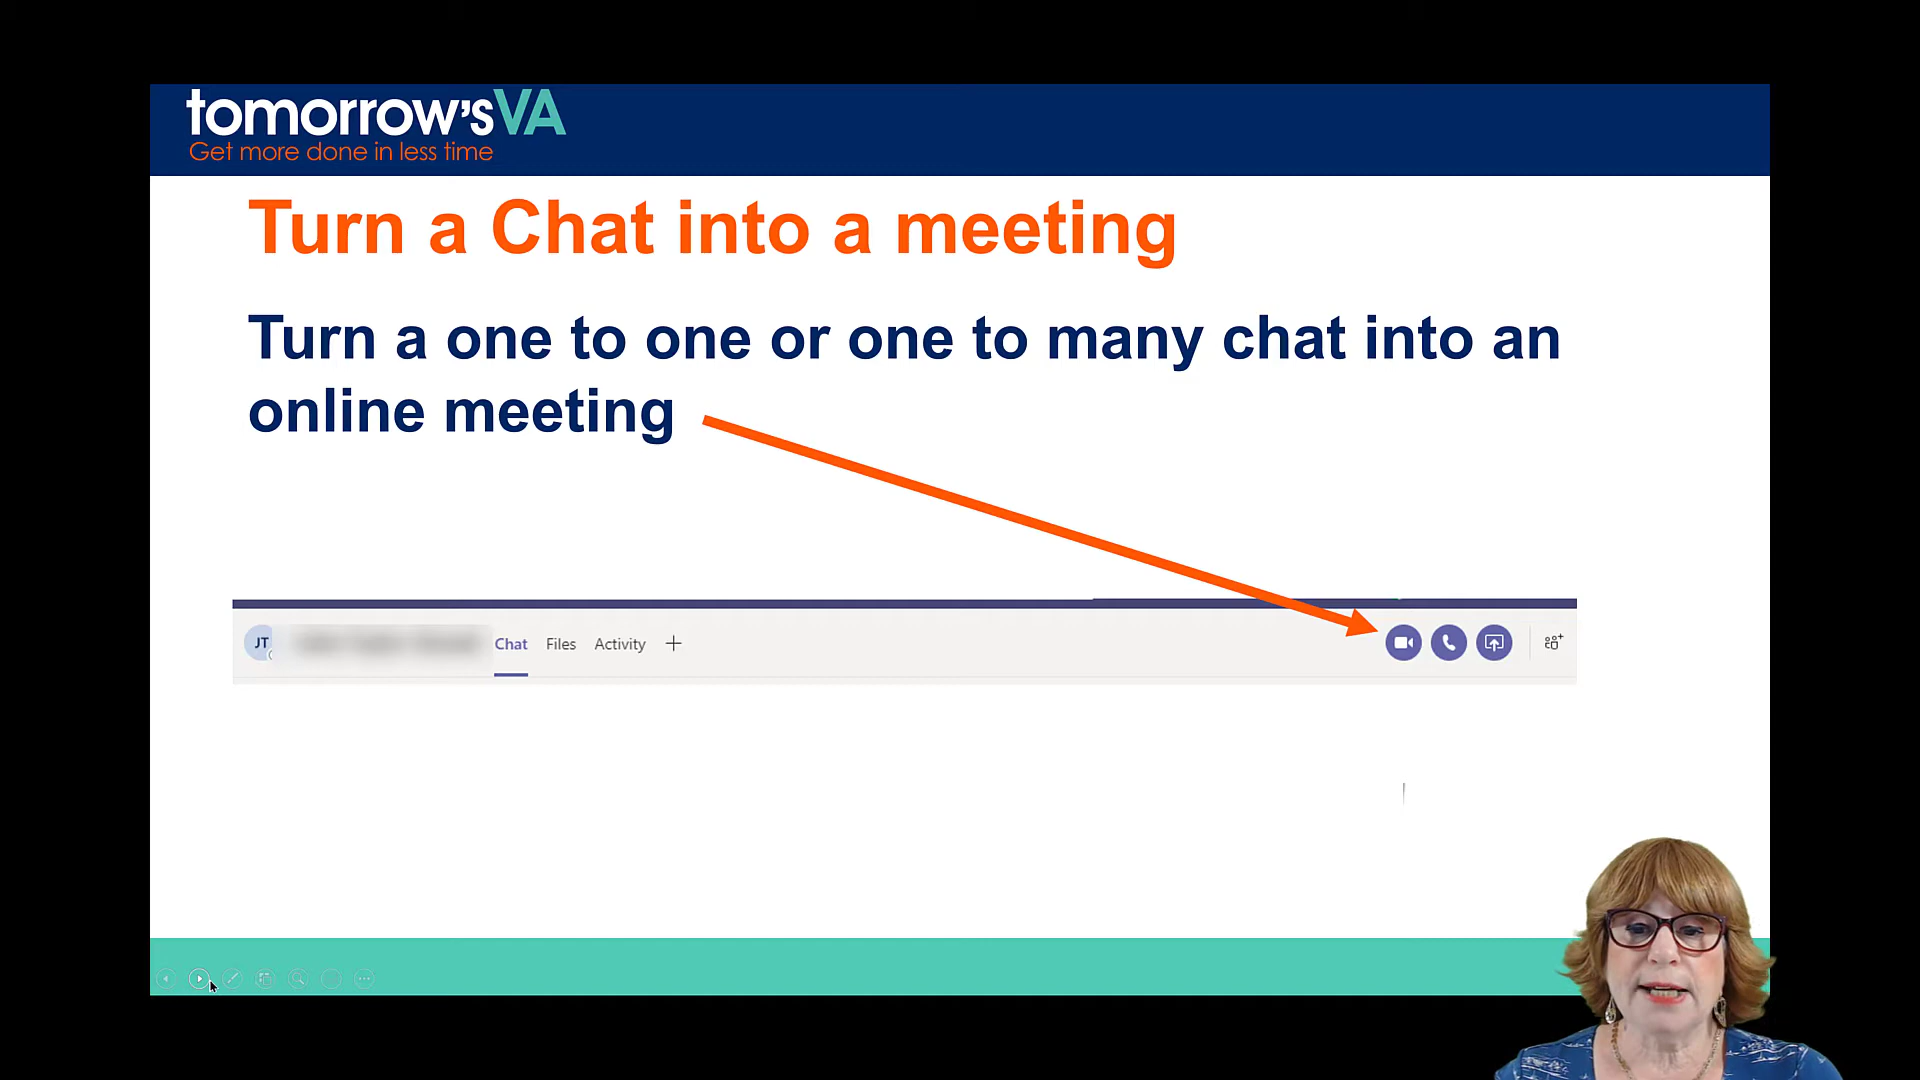 tomorrow'sVA
Get more done in less time
Turn a Chat into a meeting
Turn a one to one or one to many chat into an
online meeting
JT Chat Files Activity